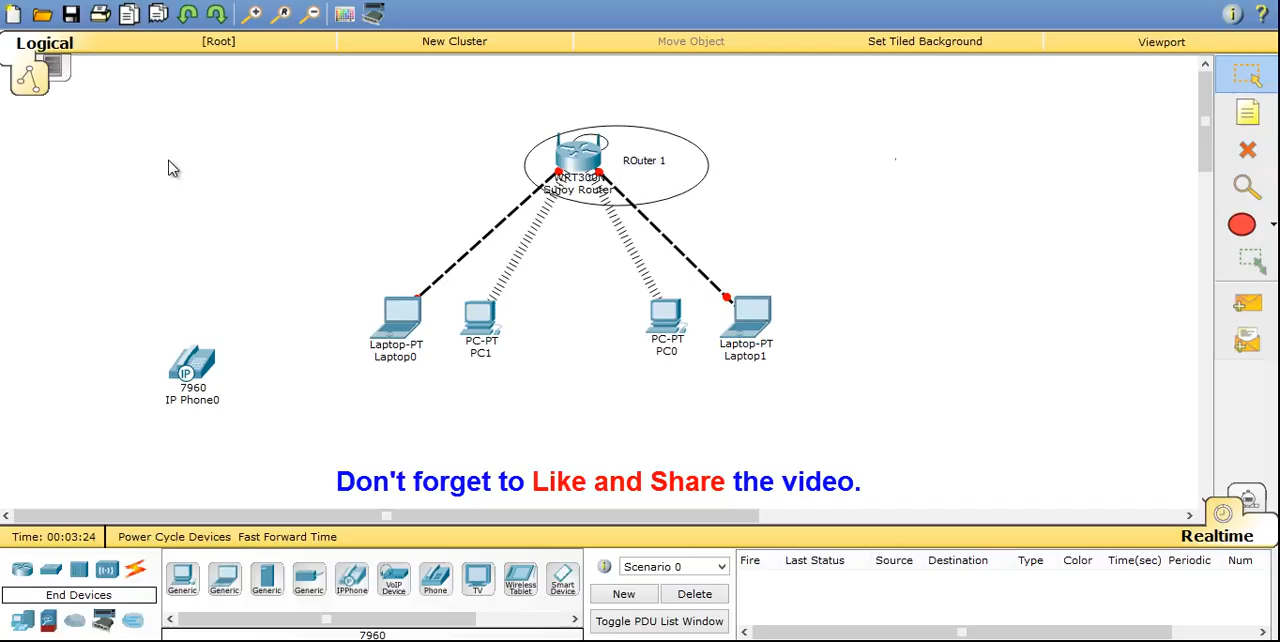 Logical
[Root]
New Cluster
Move Object
Set Tiled Background
Viewport
ROuter 1
WRT300N
Sujoy Router
Laptop-PT
Laptop0
PC-PT
PC1
PC-PT
PC0
Laptop-PT
Laptop1
IP
7960
IP Phone0
Don't forget to Like and Share the video.
Realtime
Time: 00:03:24
Power Cycle Devices Fast Forward Time
End Devices
Generic
Generic
Generic
Generic
IPPhone
VoIP
Device
Phone
TV
Wireless
Tablet
Smart
Device
7960
Scenario 0
New
Delete
Toggle PDU List Window
Fire
Last Status
Source
Destination
Type
Color
Time(sec)
Periodic
Num